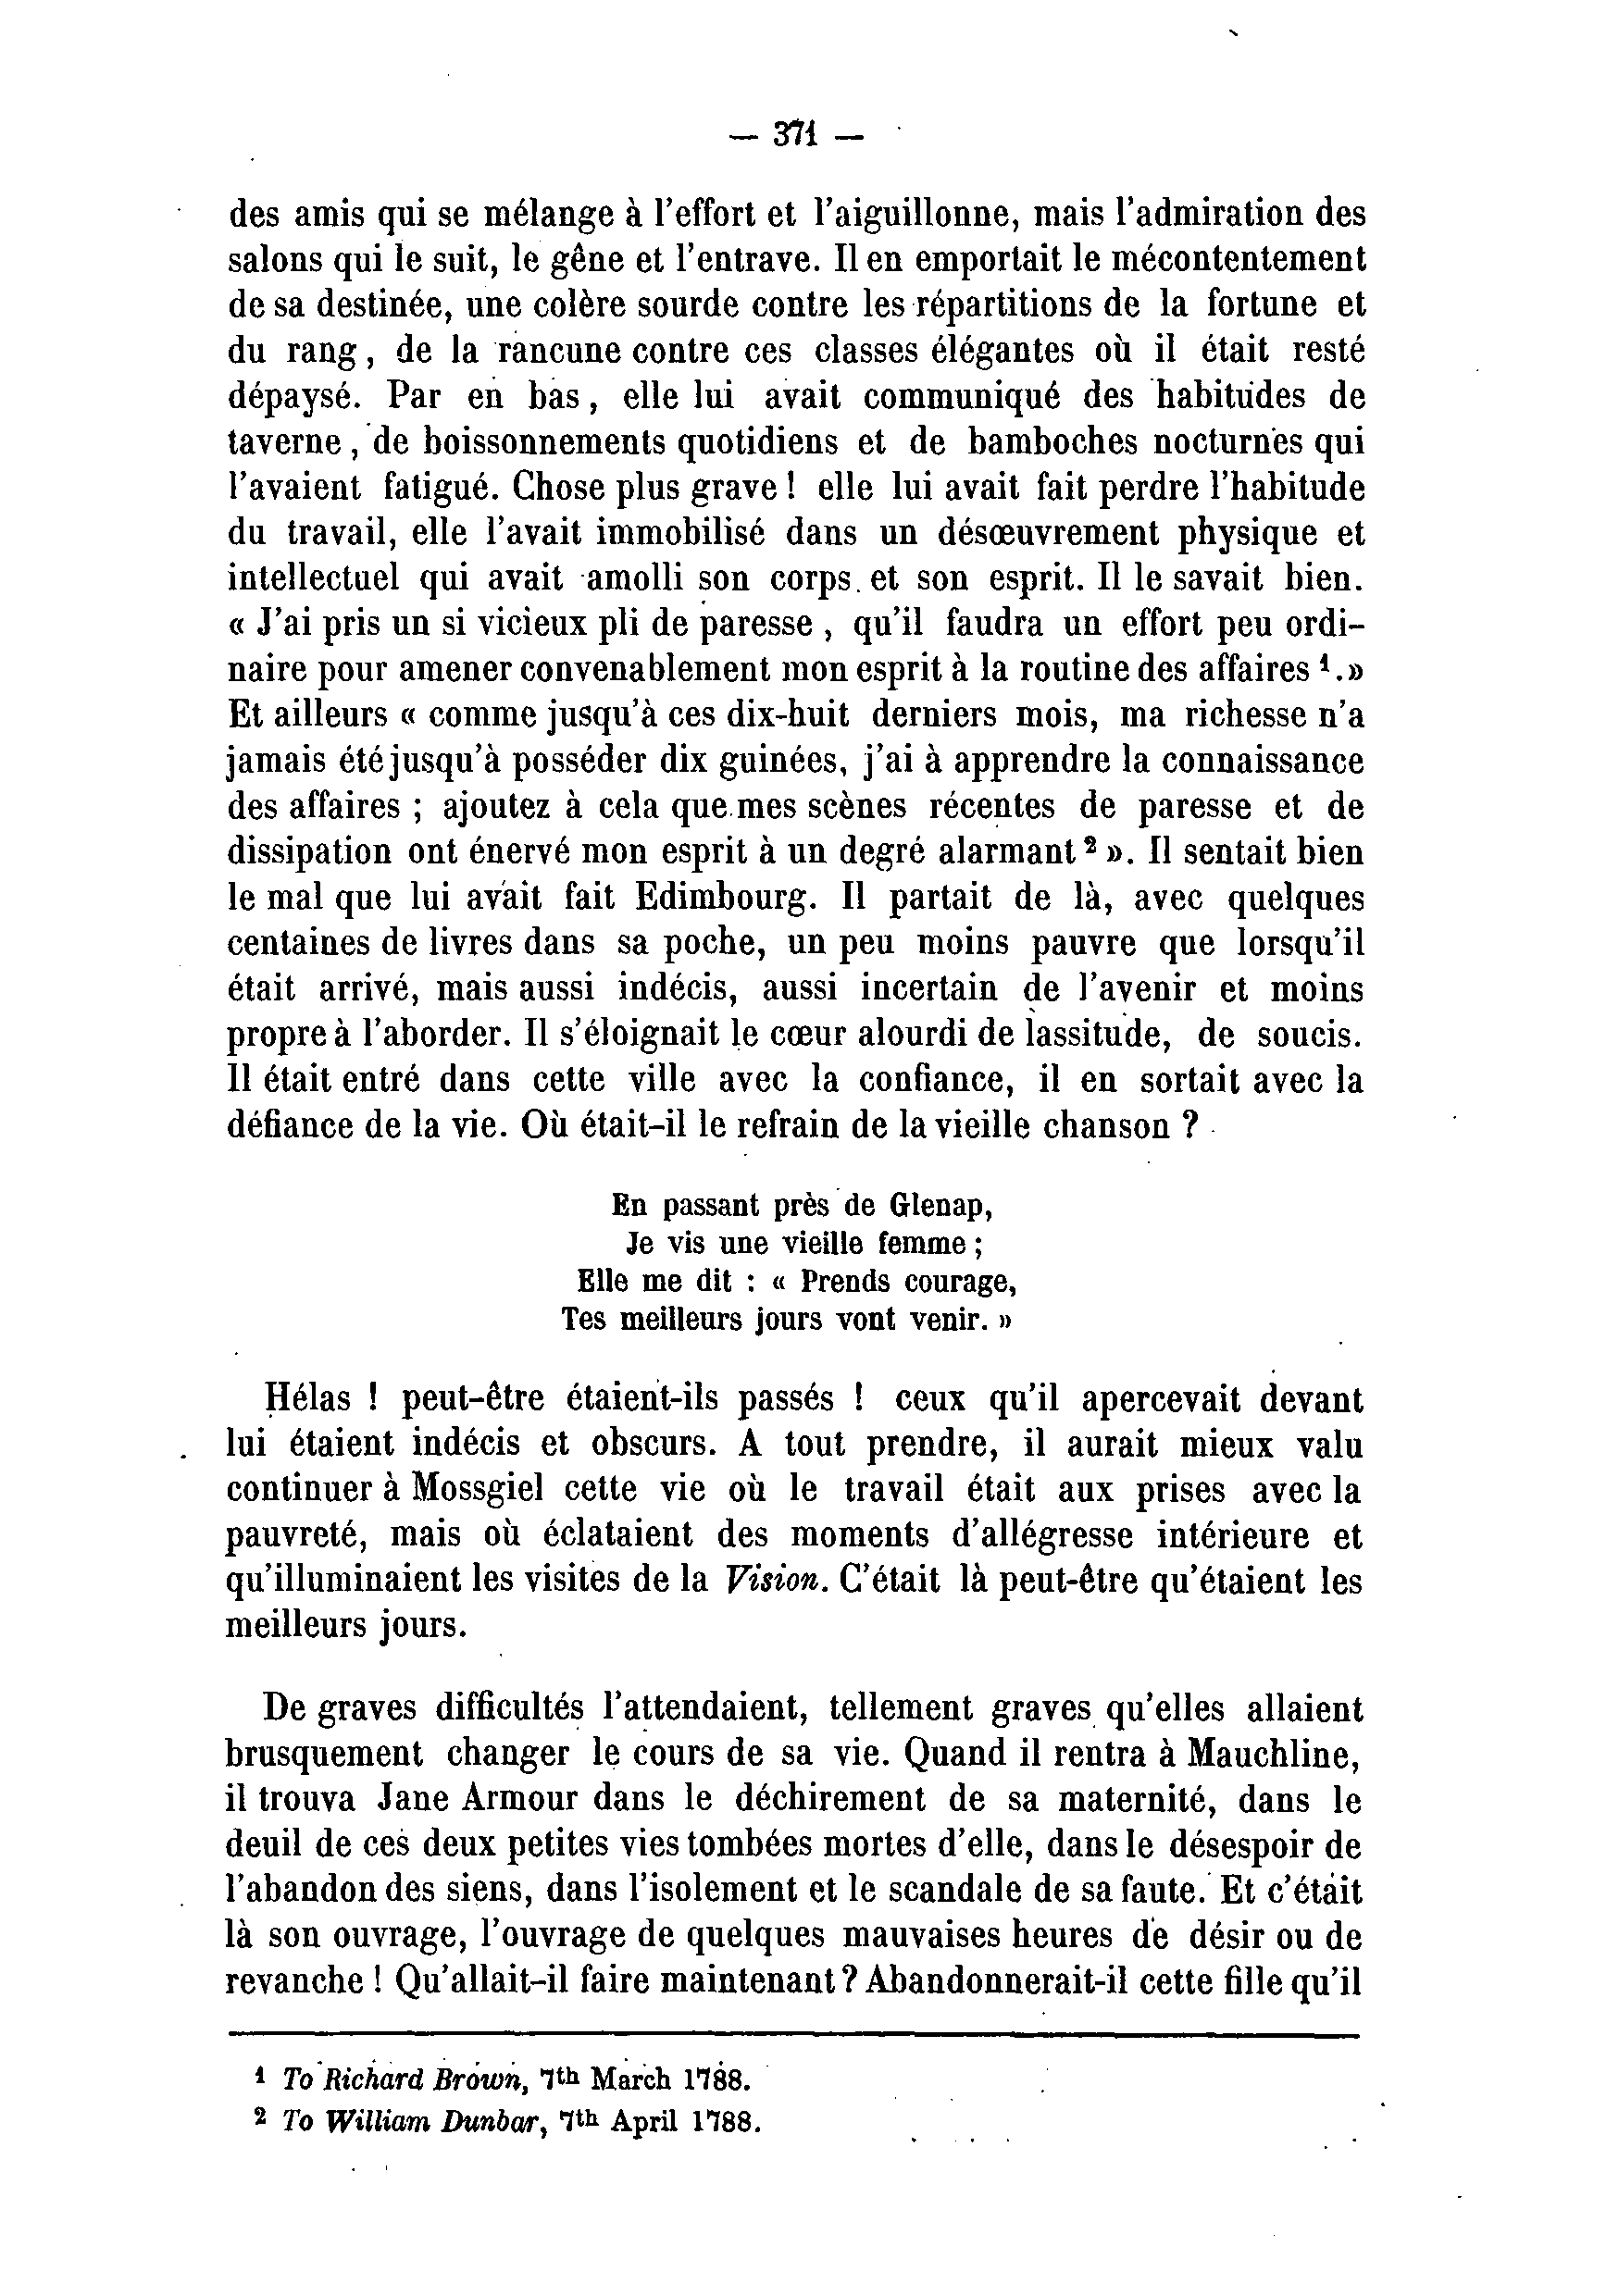 — 371 —
des amis qui se mélange à l'effort et l'aiguillonne, mais l'admiration des
salons qui le suit, le gêne et l'entrave. Il en emportait le mécontentement
de sa destinée, une colère sourde contre les répartitions de la fortune et
du rang, de la rancune contre ces classes élégantes où il était resté
dépaysé. Par en bas, elle lui avait communiqué des habitudes de
taverne, de boissonnements quotidiens et de bamboches nocturnes qui
l'avaient fatigué. Chose plus grave ! elle lui avait fait perdre l'habitude
du travail, elle l'avait immobilisé dans un désœuvrement physique et
intellectuel qui avait amolli son corps et son esprit. Il le savait bien.
« J'ai pris un si vicieux pli de paresse, qu'il faudra un effort peu ordi-
naire pour amener convenablement mon esprit à la routine des affaires ¹.»
Et ailleurs « comme jusqu'à ces dix-huit derniers mois, ma richesse n'a
jamais été jusqu'à posséder dix guinées, j'ai à apprendre la connaissance
des affaires ; ajoutez à cela que mes scènes récentes de paresse et de
dissipation ont énervé mon esprit à un degré alarmant ² ». Il sentait bien
le mal que lui avait fait Edimbourg. Il partait de là, avec quelques
centaines de livres dans sa poche, un peu moins pauvre que lorsqu'il
était arrivé, mais aussi indécis, aussi incertain de l'avenir et moins
propre à l'aborder. Il s'éloignait le cœur alourdi de lassitude, de soucis.
Il était entré dans cette ville avec la confiance, il en sortait avec la
défiance de la vie. Où était-il le refrain de la vieille chanson ?
En passant près de Glenap,
Je vis une vieille femme ;
Elle me dit : « Prends courage,
Tes meilleurs jours vont venir. »
Hélas ! peut-être étaient-ils passés ! ceux qu'il apercevait devant
lui étaient indécis et obscurs. A tout prendre, il aurait mieux valu
continuer à Mossgiel cette vie où le travail était aux prises avec la
pauvreté, mais où éclataient des moments d'allégresse intérieure et
qu'illuminaient les visites de la Vision. C'était là peut-être qu'étaient les
meilleurs jours.
De graves difficultés l'attendaient, tellement graves qu'elles allaient
brusquement changer le cours de sa vie. Quand il rentra à Mauchline,
il trouva Jane Armour dans le déchirement de sa maternité, dans le
deuil de ces deux petites vies tombées mortes d'elle, dans le désespoir de
l'abandon des siens, dans l'isolement et le scandale de sa faute. Et c'était
là son ouvrage, l'ouvrage de quelques mauvaises heures de désir ou de
revanche ! Qu'allait-il faire maintenant ? Abandonnerait-il cette fille qu'il
¹ To Richard Brown, 7th March 1788.
² To William Dunbar, 7th April 1788.